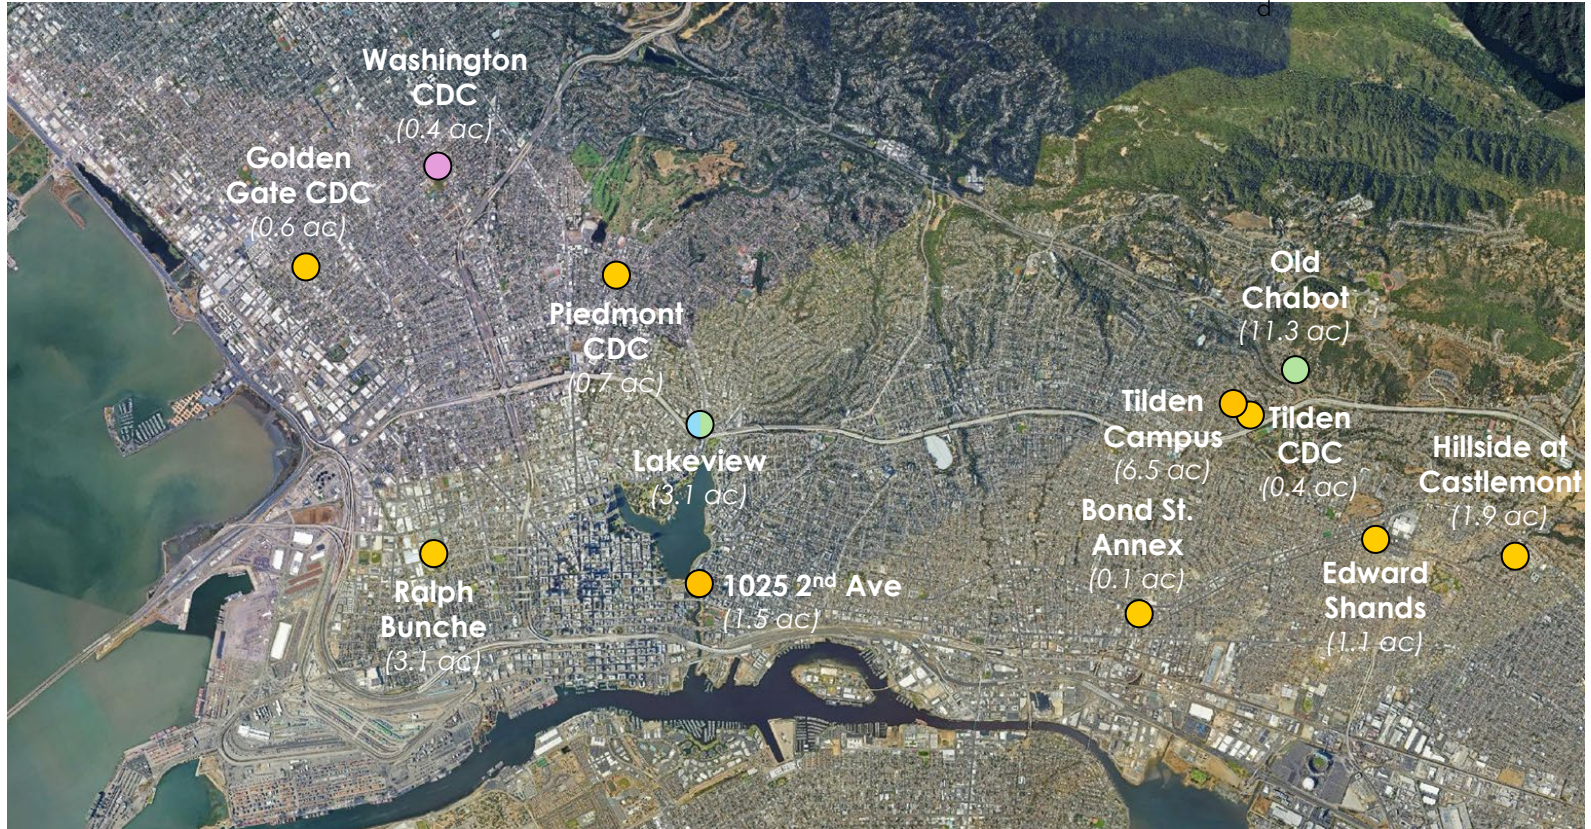 d
Washington
CDC
(0.4 ac)
Golden
Gate CDC
(0.6 ac)
Piedmont
CDC
(0.7 ac)
Old
Chabot
(11.3 ac)
Tilden
Campus
(6.5 ac)
Tilden
CDC
(0.4 ac)
Hillside at
Castlemont
(1.9 ac)
Lakeview
(3.1 ac)
Bond St.
Annex
(0.1 ac)
Ralph
Bunche
(3.1 ac)
1025 2nd Ave
(1.5 ac)
Edward
Shands
(1.1 ac)